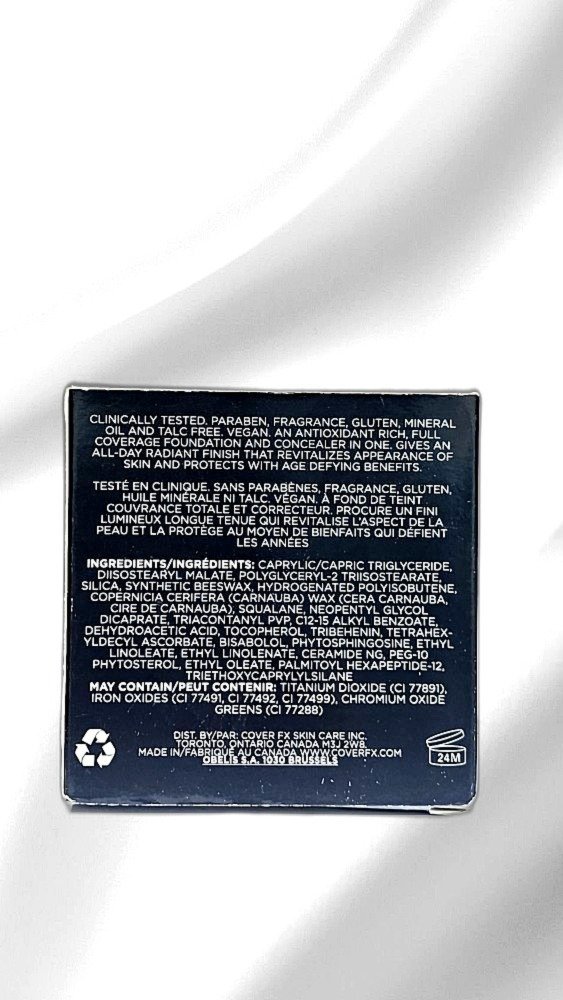 CLINICALLY TESTED. PARABEN, FRAGRANCE, GLUTEN, MINERAL
OIL AND TALC FREE. VEGAN. AN ANTIOXIDANT RICH, FULL
COVERAGE FOUNDATION AND CONCEALER IN ONE. GIVES AN
ALL-DAY RADIANT FINISH THAT REVITALIZES APPEARANCE OF
SKIN AND PROTECTS WITH AGE DEFYING BENEFITS.
TESTÉ EN CLINIQUE. SANS PARABÈNES, FRAGRANCE, GLUTEN,
HUILE MINÉRALE NI TALC. VÉGAN. À FOND DE TEINT
COUVRANCE TOTALE ET CORRECTEUR. PROCURE UN FINI
LUMINEUX LONGUE TENUE QUI REVITALISE L'ASPECT DE LA
PEAU ET LA PROTÈGE AU MOYEN DE BIENFAITS QUI DÉFIENT
LES ANNÉES
INGREDIENTS/INGRÉDIENTS: CAPRYLIC/CAPRIC TRIGLYCERIDE,
DIISOSTEARYL MALATE, POLYGLYCERYL-2 TRIISOSTEARATE,
SILICA, SYNTHETIC BEESWAX, HYDROGENATED POLYISOBUTENE,
COPERNICIA CERIFERA (CARNAUBA) WAX (CERA CARNAUBA,
CIRE DE CARNAUBA), SQUALANE, NEOPENTYL GLYCOL
DICAPRATE, TRIACONTANYL PVP, C12-15 ALKYL BENZOATE,
DEHYDROACETIC ACID, TOCOPHEROL, TRIBEHENIN, TETRAHEX-
YLDECYL ASCORBATE, BISABOLOL, PHYTOSPHINGOSINE, ETHYL
LINOLEATE, ETHYL LINOLENATE, CERAMIDE NG, PEG-10
PHYTOSTEROL, ETHYL OLEATE, PALMITOYL HEXAPEPTIDE-12,
TRIETHOXYCAPRYLYLSILANE
MAY CONTAIN/PEUT CONTENIR: TITANIUM DIOXIDE (CI 77891),
IRON OXIDES (CI 77491, CI 77492, CI 77499), CHROMIUM OXIDE
GREENS (CI 77288)
DIST. BY/PAR: COVER FX SKIN CARE INC.
TORONTO, ONTARIO CANADA M3J 2W8.
MADE IN/FABRIQUÉ AU CANADA WWW.COVERFX.COM
OBELIS S.A. 1030 BRUSSELS
24M